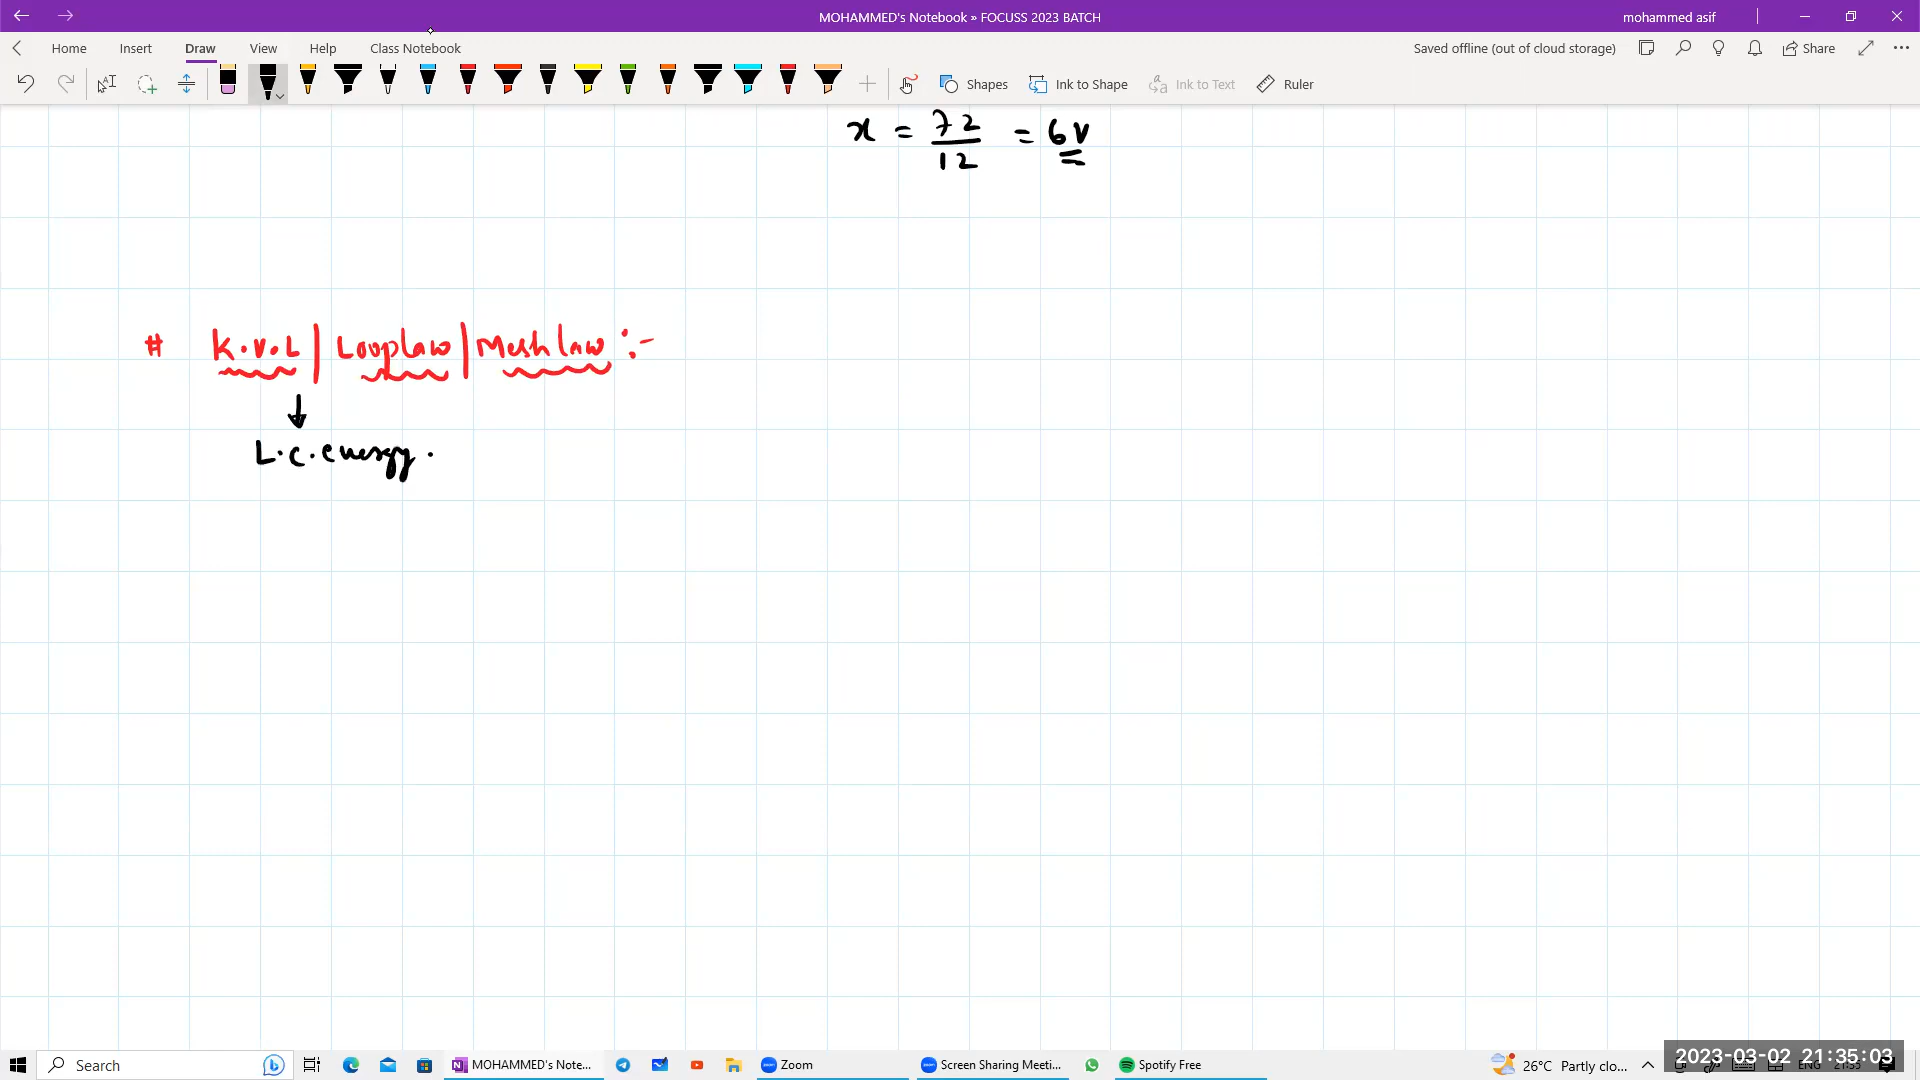 MOHAMMED's Notebook » FOCUSS 2023 BATCH
mohammed asif
Home Insert Draw View Help Class Notebook
Saved offline (out of cloud storage) Share
Shapes Ink to Shape Ink to Text Ruler
x = 72/12 = 6V
# K.V.L | Loop law | Mesh law :-
↓
L.C. energy.
Search
MOHAMMED's Note...
Zoom
Screen Sharing Meeti...
Spotify Free
26°C Partly clo...
2023-03-02 21:35:03